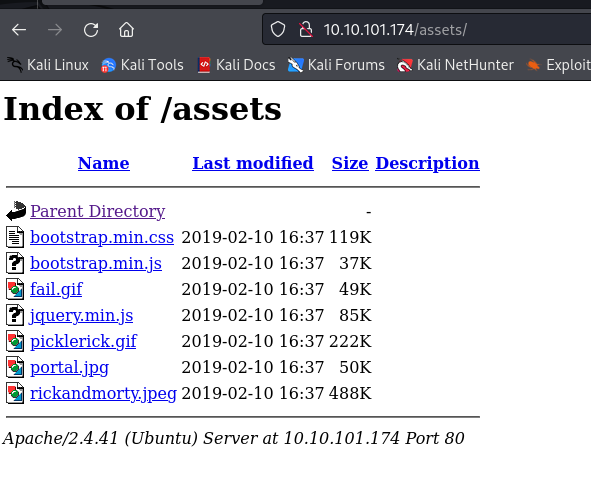 10.10.101.174/assets/
Kali Linux Kali Tools Kali Docs Kali Forums Kali NetHunter Exploit
Index of /assets
Name Last modified Size Description
Parent Directory -
bootstrap.min.css 2019-02-10 16:37 119K
bootstrap.min.js 2019-02-10 16:37 37K
fail.gif 2019-02-10 16:37 49K
jquery.min.js 2019-02-10 16:37 85K
picklerick.gif 2019-02-10 16:37 222K
portal.jpg 2019-02-10 16:37 50K
rickandmorty.jpeg 2019-02-10 16:37 488K
Apache/2.4.41 (Ubuntu) Server at 10.10.101.174 Port 80